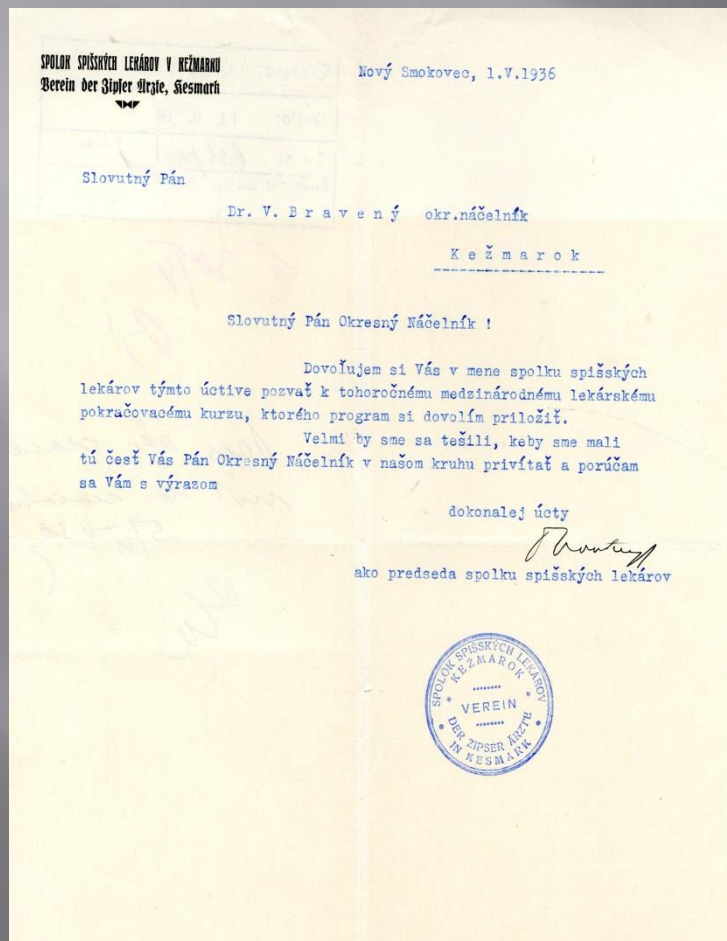 SPOLOK SPIŠSKÝCH LEKÁROV V KEŽMARKU
Verein der Zipser Ärzte, Kesmark
Nový Smokovec, 1.V.1936
Slovutný Pán
Dr. V. B r a v e n ý okr.náčelník
K e ž m a r o k
Slovutný Pán Okresný Náčelník !
Dovoľujem si Vás v mene spolku spišských
lekárov týmto úctive pozvať k tohoročnému medzinárodnému lekárskému
pokračovacému kurzu, ktorého program si dovolím priložiť.
Velmi by sme sa tešili, keby sme mali
tú česť Vás Pán Okresný Náčelník v našom kruhu privítať a porúčam
sa Vám s výrazom
dokonalej úcty
ako predseda spolku spišských lekárov
SPOLOK SPIŠSKÝCH LEKÁROV
KEŽMAROK
VEREIN
DER ZIPSER ÄRZTE
IN KESMARK